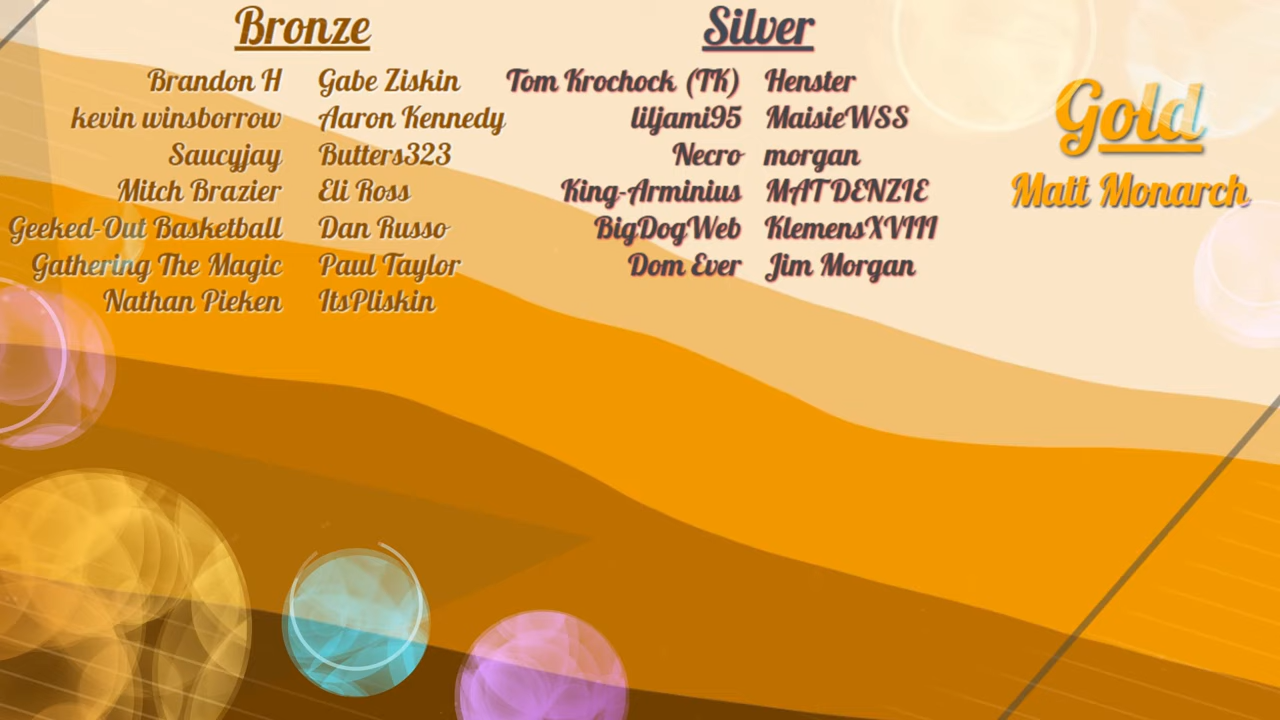 Bronze
Brandon H Gabe Ziskin
kevin winsborrow Aaron Kennedy
Saucyjay Butters323
Mitch Brazier Eli Ross
Geeked-Out Basketball Dan Russo
Gathering The Magic Paul Taylor
Nathan Pieken ItsPliskin
Silver
Tom Krochock (TK) Henster
liljami95 MaisieWSS
Necro morgan
King-Arminius MATDENZIE
BigDogWeb KlemensXVIII
Dom Ever Jim Morgan
Gold
Matt Monarch